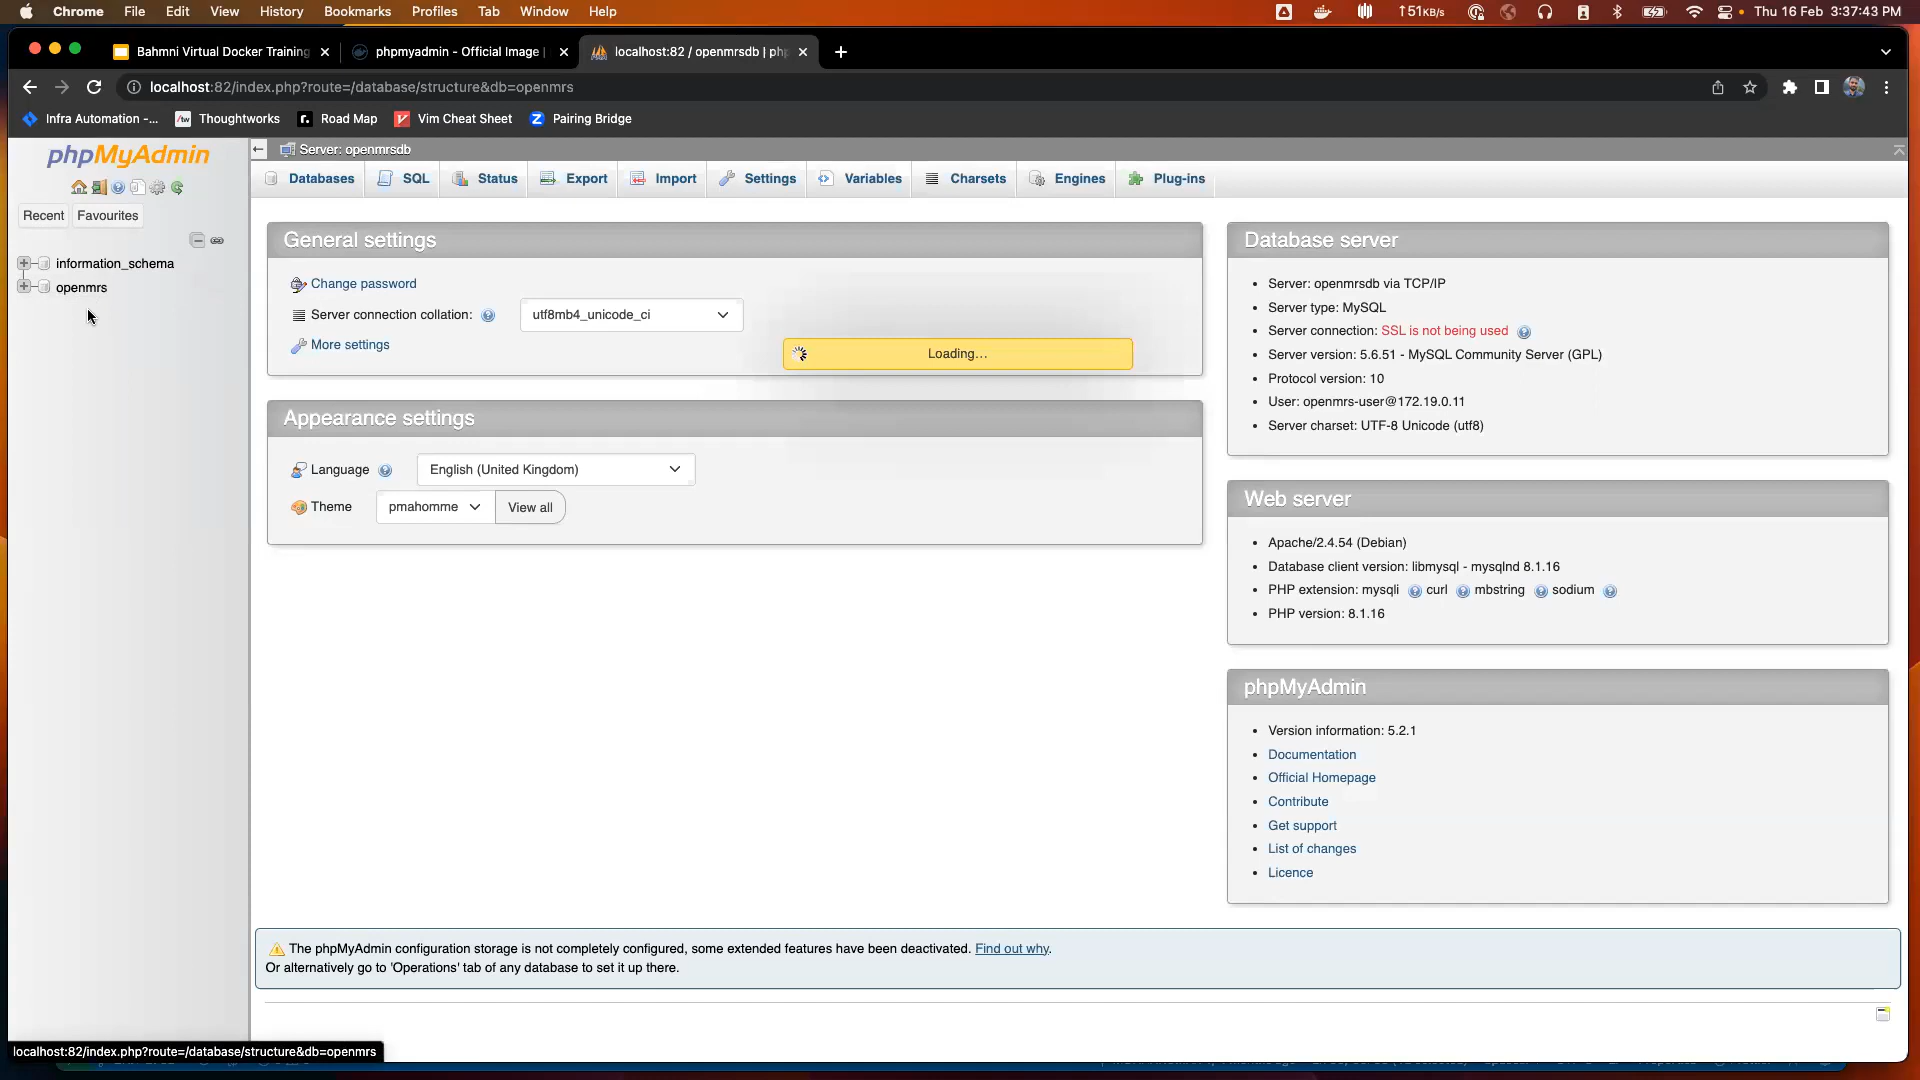 Chrome File Edit View History Bookmarks Profiles Tab Window Help
↑51KB/s Thu 16 Feb 3:37:43 PM
Bahmni Virtual Docker Training
phpmyadmin - Official Image |
localhost:82 / openmrsdb | php
localhost:82/index.php?route=/database/structure&db=openmrs
Infra Automation -...
Thoughtworks
Road Map
Vim Cheat Sheet
Pairing Bridge
phpMyAdmin
Recent Favourites
information_schema
openmrs
Server: openmrsdb
Databases SQL Status Export Import Settings Variables Charsets Engines Plug-ins
General settings
Change password
Server connection collation: utf8mb4_unicode_ci
More settings
Loading...
Appearance settings
Language English (United Kingdom)
Theme pmahomme View all
Database server
Server: openmrsdb via TCP/IP
Server type: MySQL
Server connection: SSL is not being used
Server version: 5.6.51 - MySQL Community Server (GPL)
Protocol version: 10
User: openmrs-user@172.19.0.11
Server charset: UTF-8 Unicode (utf8)
Web server
Apache/2.4.54 (Debian)
Database client version: libmysql - mysqlnd 8.1.16
PHP extension: mysqli curl mbstring sodium
PHP version: 8.1.16
phpMyAdmin
Version information: 5.2.1
Documentation
Official Homepage
Contribute
Get support
List of changes
Licence
The phpMyAdmin configuration storage is not completely configured, some extended features have been deactivated. Find out why.
Or alternatively go to 'Operations' tab of any database to set it up there.
localhost:82/index.php?route=/database/structure&db=openmrs